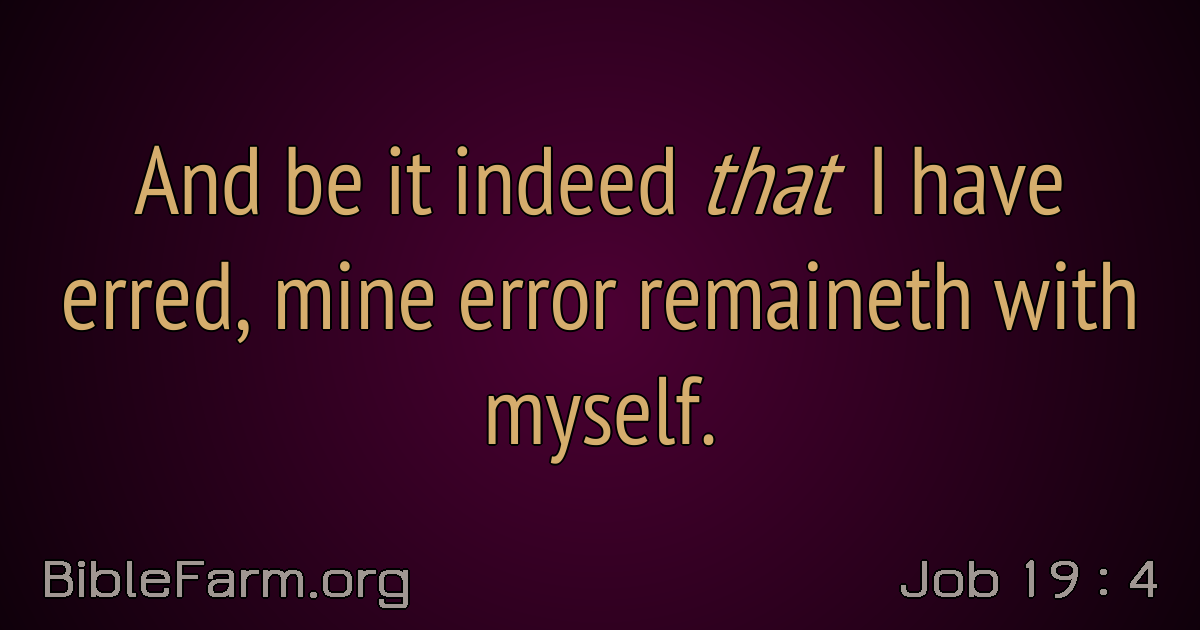 And be it indeed that I have
erred, mine error remaineth with
myself.
BibleFarm.org
Job 19 : 4